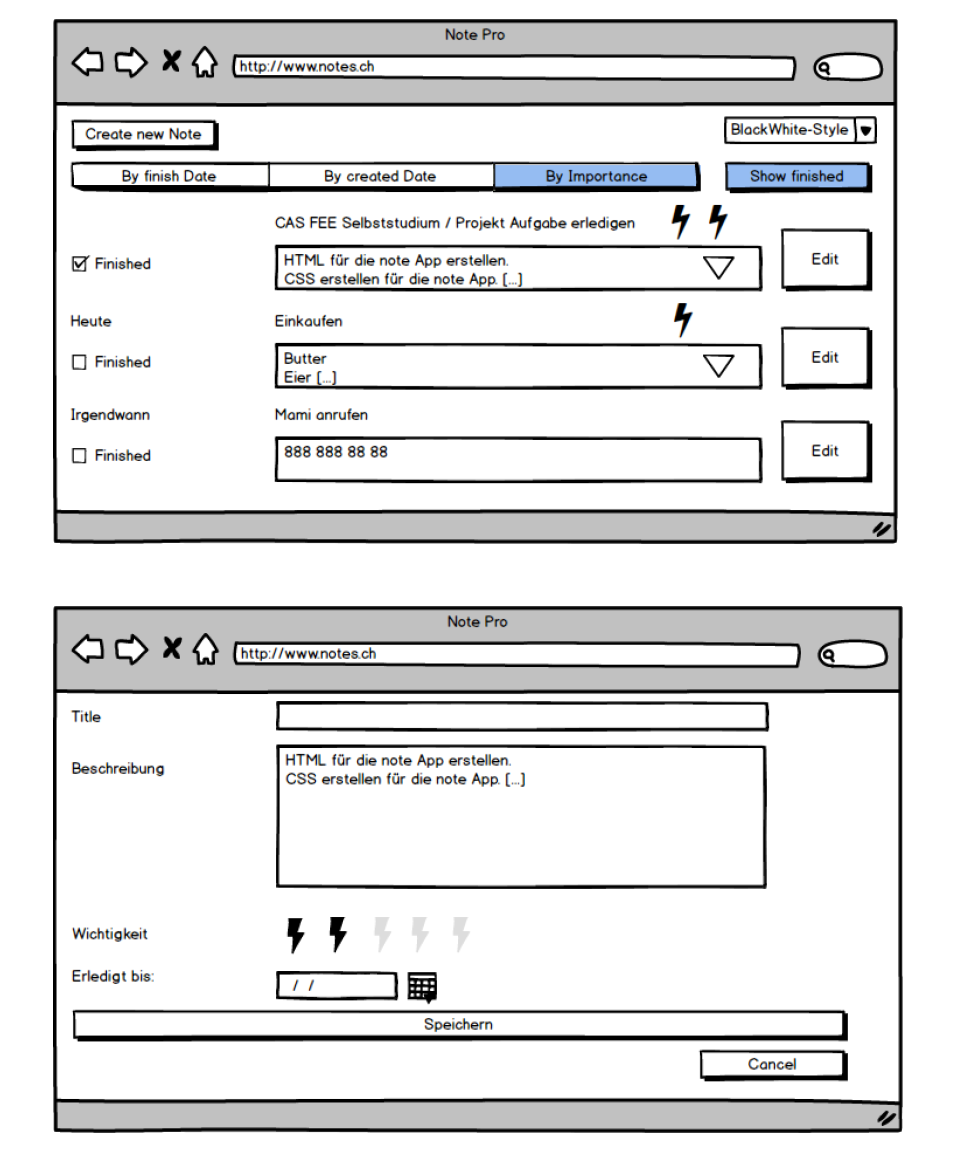 Note Pro
http://www.notes.ch
Create new Note
BlackWhite-Style
By finish Date
By created Date
By Importance
Show finished
CAS FEE Selbststudium / Projekt Aufgabe erledigen
Finished
HTML für die note App erstellen.
CSS erstellen für die note App. [...]
Edit
Heute
Einkaufen
Finished
Butter
Eier [...]
Edit
Irgendwann
Mami anrufen
Finished
888 888 88 88
Edit
Note Pro
http://www.notes.ch
Title
Beschreibung
HTML für die note App erstellen.
CSS erstellen für die note App. [...]
Wichtigkeit
Erledigt bis:
/ /
Speichern
Cancel